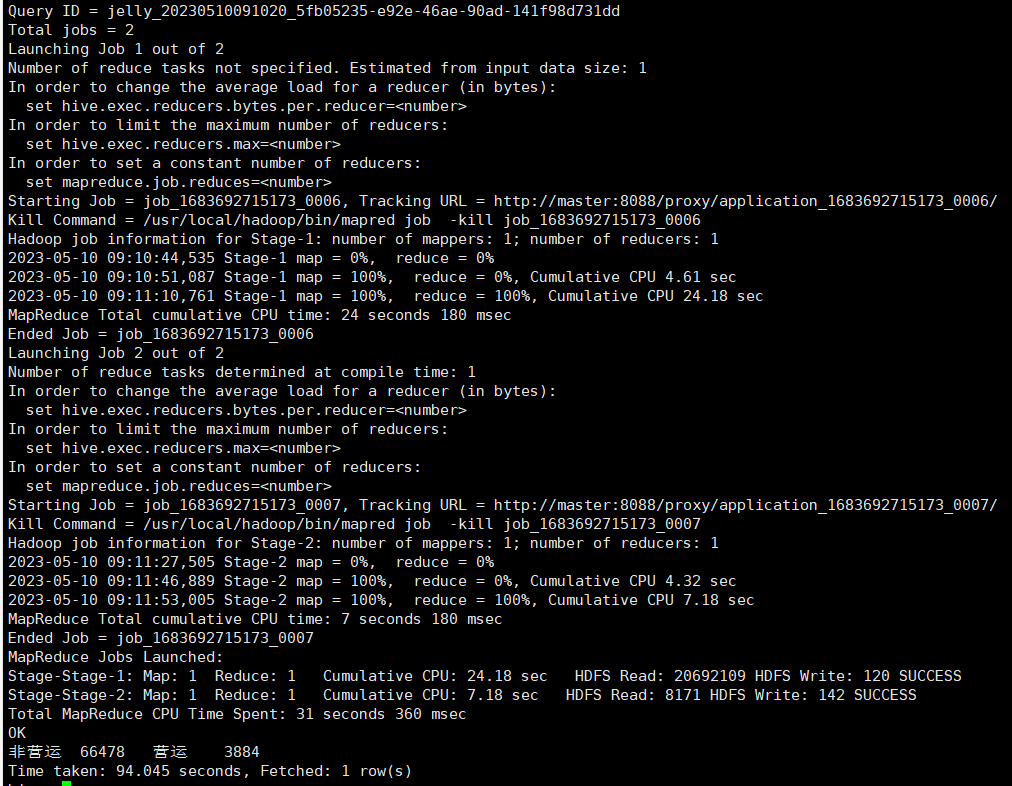 Query ID = jelly_20230510091020_5fb05235-e92e-46ae-90ad-141f98d731dd
Total jobs = 2
Launching Job 1 out of 2
Number of reduce tasks not specified. Estimated from input data size: 1
In order to change the average load for a reducer (in bytes):
  set hive.exec.reducers.bytes.per.reducer=<number>
In order to limit the maximum number of reducers:
  set hive.exec.reducers.max=<number>
In order to set a constant number of reducers:
  set mapreduce.job.reduces=<number>
Starting Job = job_1683692715173_0006, Tracking URL = http://master:8088/proxy/application_1683692715173_0006/
Kill Command = /usr/local/hadoop/bin/mapred job  -kill job_1683692715173_0006
Hadoop job information for Stage-1: number of mappers: 1; number of reducers: 1
2023-05-10 09:10:44,535 Stage-1 map = 0%,  reduce = 0%
2023-05-10 09:10:51,087 Stage-1 map = 100%,  reduce = 0%, Cumulative CPU 4.61 sec
2023-05-10 09:11:10,761 Stage-1 map = 100%,  reduce = 100%, Cumulative CPU 24.18 sec
MapReduce Total cumulative CPU time: 24 seconds 180 msec
Ended Job = job_1683692715173_0006
Launching Job 2 out of 2
Number of reduce tasks determined at compile time: 1
In order to change the average load for a reducer (in bytes):
  set hive.exec.reducers.bytes.per.reducer=<number>
In order to limit the maximum number of reducers:
  set hive.exec.reducers.max=<number>
In order to set a constant number of reducers:
  set mapreduce.job.reduces=<number>
Starting Job = job_1683692715173_0007, Tracking URL = http://master:8088/proxy/application_1683692715173_0007/
Kill Command = /usr/local/hadoop/bin/mapred job  -kill job_1683692715173_0007
Hadoop job information for Stage-2: number of mappers: 1; number of reducers: 1
2023-05-10 09:11:27,505 Stage-2 map = 0%,  reduce = 0%
2023-05-10 09:11:46,889 Stage-2 map = 100%,  reduce = 0%, Cumulative CPU 4.32 sec
2023-05-10 09:11:53,005 Stage-2 map = 100%,  reduce = 100%, Cumulative CPU 7.18 sec
MapReduce Total cumulative CPU time: 7 seconds 180 msec
Ended Job = job_1683692715173_0007
MapReduce Jobs Launched:
Stage-Stage-1: Map: 1  Reduce: 1   Cumulative CPU: 24.18 sec   HDFS Read: 20692109 HDFS Write: 120 SUCCESS
Stage-Stage-2: Map: 1  Reduce: 1   Cumulative CPU: 7.18 sec   HDFS Read: 8171 HDFS Write: 142 SUCCESS
Total MapReduce CPU Time Spent: 31 seconds 360 msec
OK
非营运  66478   营运    3884
Time taken: 94.045 seconds, Fetched: 1 row(s)